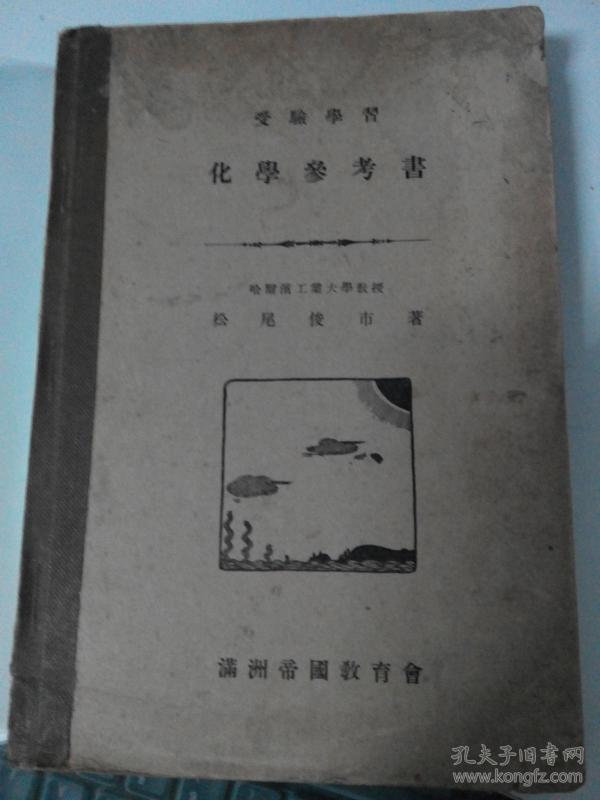 受驗學習
化學參考書
哈爾濱工業大學教授
松尾俊市著
滿洲帝國教育會
孔夫子旧书网
www.kongfz.com